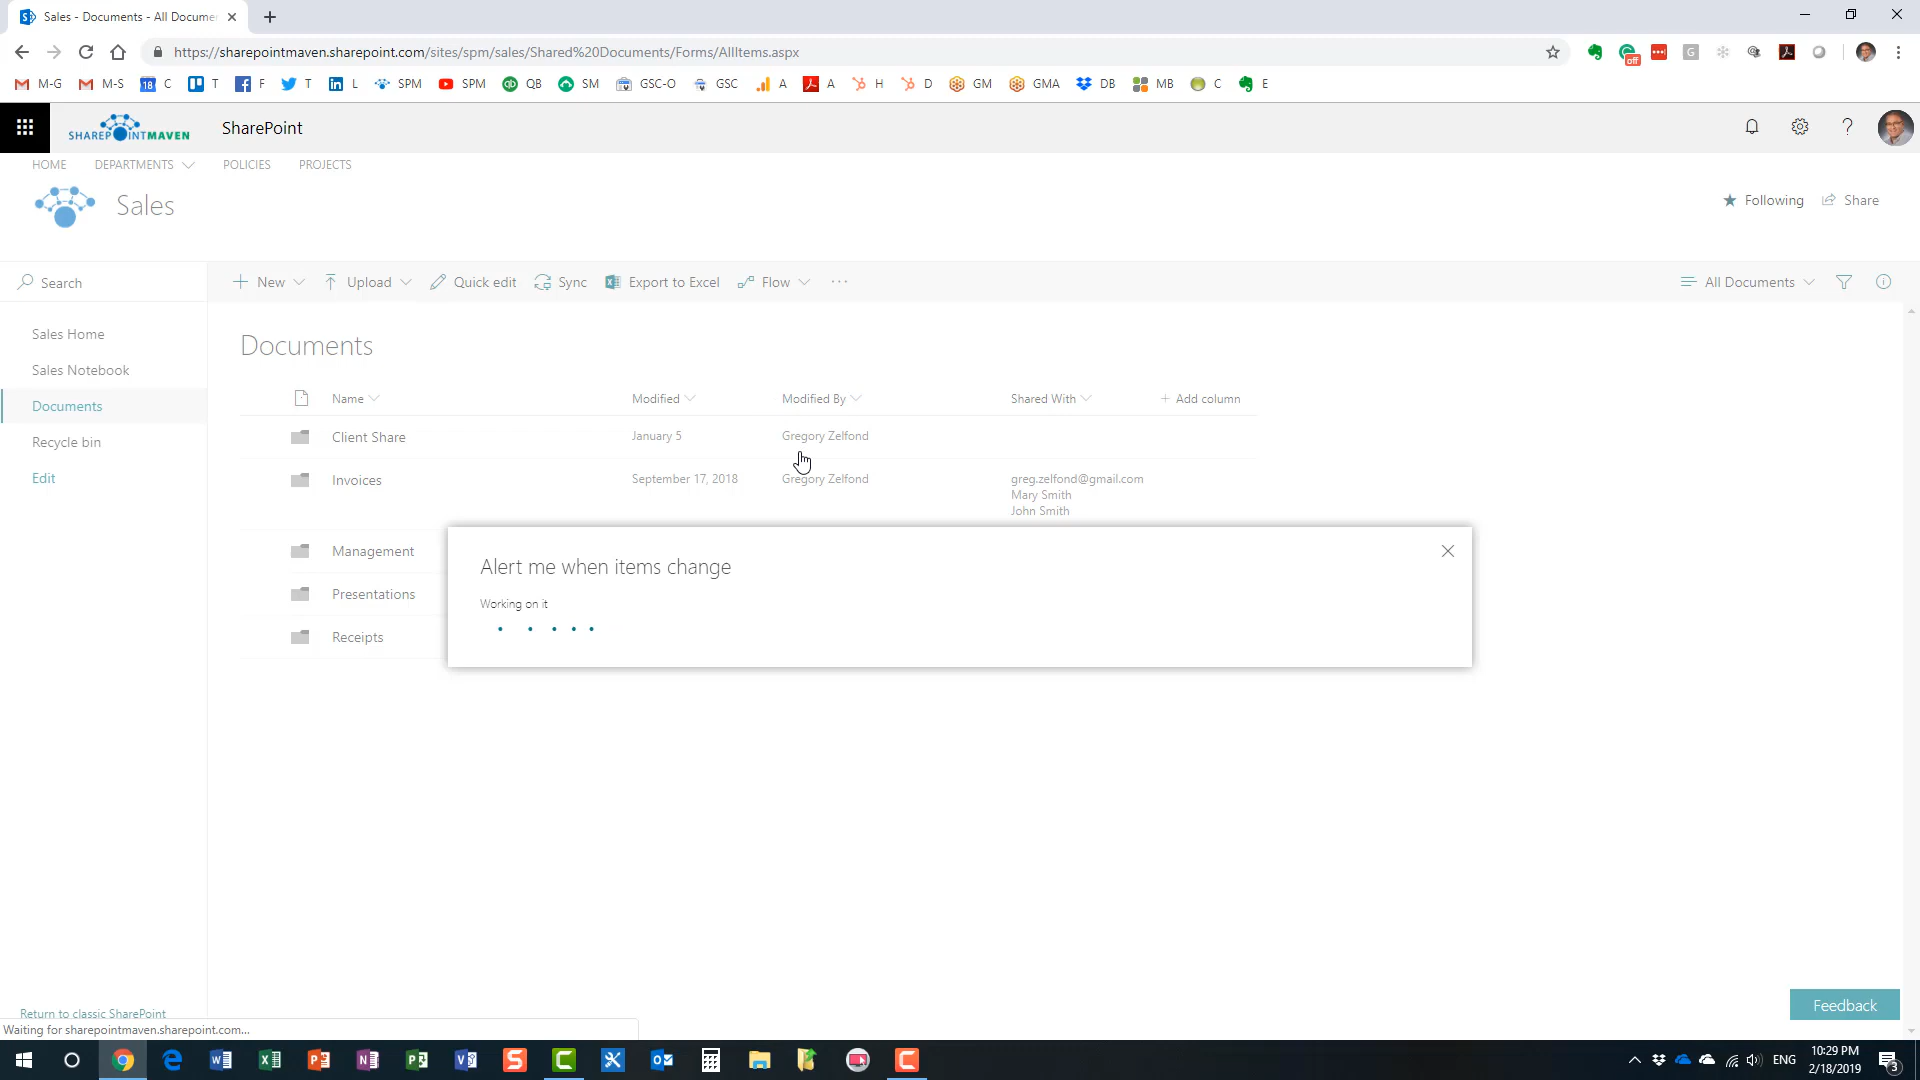 Sales - Documents - All Docume
https://sharepointmaven.sharepoint.com/sites/spm/sales/Shared%20Documents/Forms/AllItems.aspx
off
G
M-G
M-S
18
C
T
F
T
L
SPM
SPM
QB
SM
GSC-O
GSC
A
A
H
D
GM
GMA
DB
MB
C
E
SHAREPOINTMAVEN
SharePoint
HOME
DEPARTMENTS
POLICIES
PROJECTS
Sales
Following
Share
Search
New
Upload
Quick edit
Sync
Export to Excel
Flow
All Documents
Sales Home
Sales Notebook
Documents
Recycle bin
Edit
Documents
Name
Modified
Modified By
Shared With
+ Add column
Client Share
January 5
Gregory Zelfond
Invoices
September 17, 2018
Gregory Zelfond
greg.zelfond@gmail.com
Mary Smith
John Smith
Management
Presentations
Receipts
Alert me when items change
Working on it
Feedback
Return to classic SharePoint
Waiting for sharepointmaven.sharepoint.com...
ENG
10:29 PM
2/18/2019
3